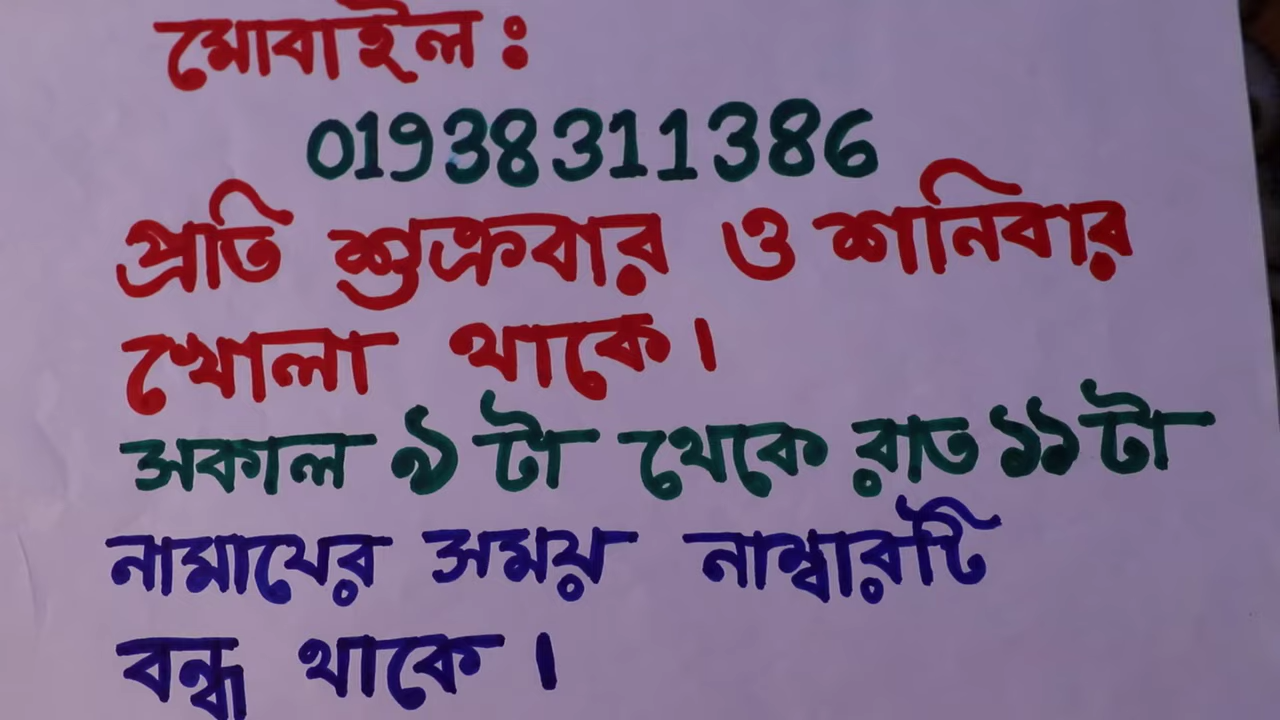 মোবাইল :
01938311386
প্রতি শুক্রবার ও শনিবার
খোলা থাকে।
সকাল ৯ টা থেকে রাত ১১ টা
নামাযের সময় নাম্বারটি
বন্ধ থাকে।